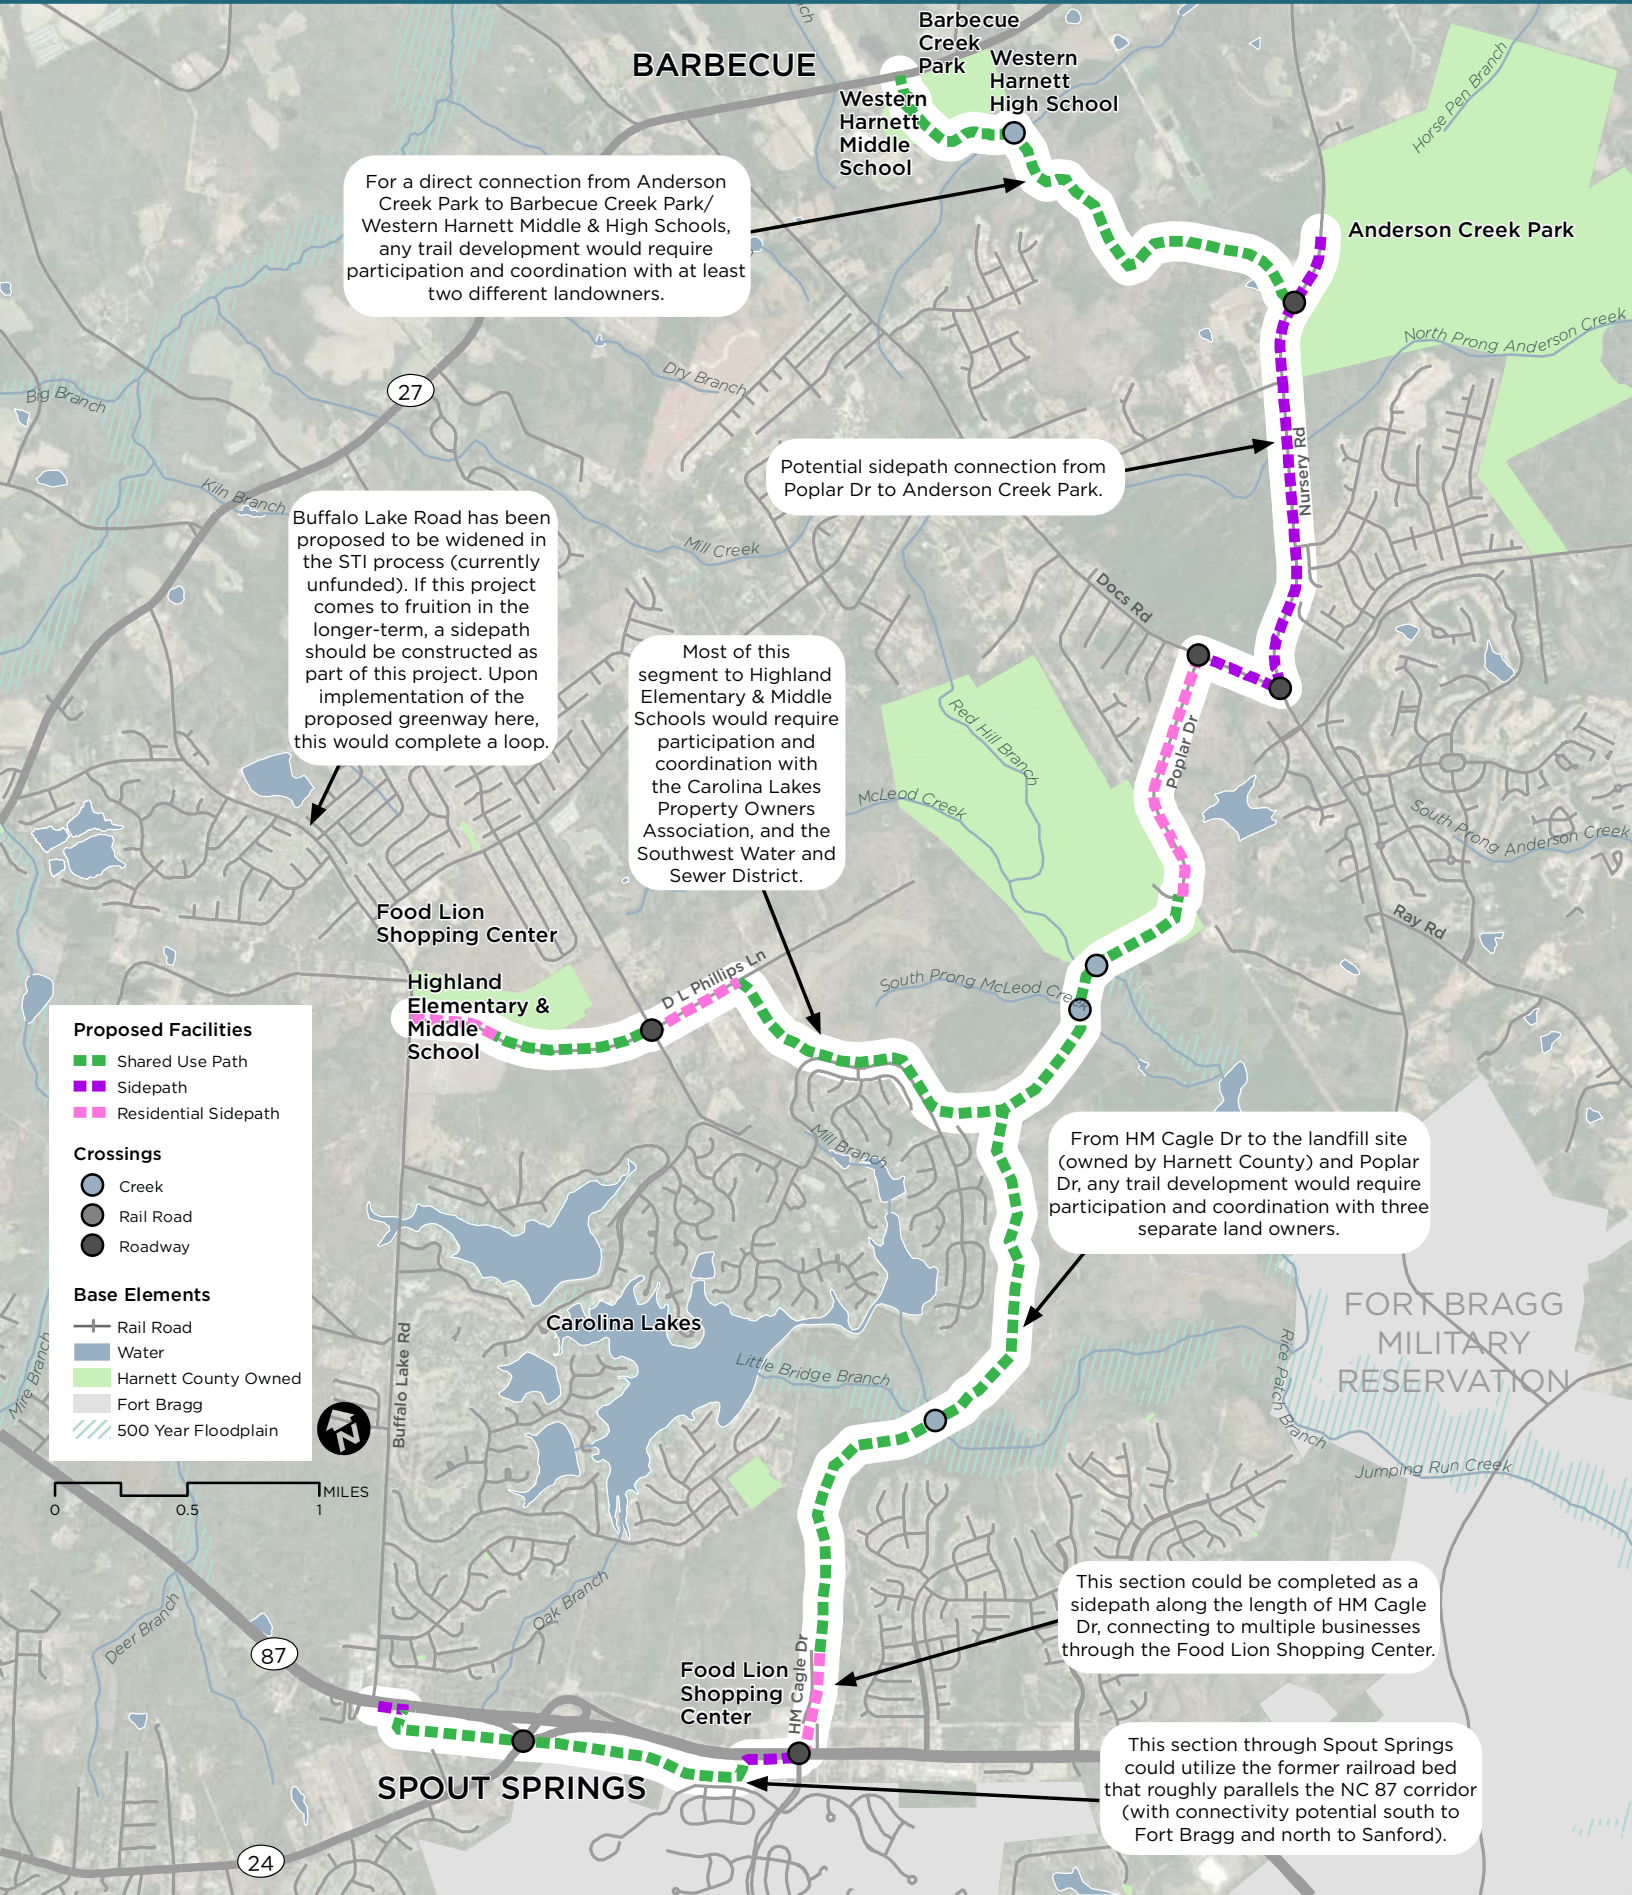 BARBECUE
Barbecue
Creek
Park
Western
Harnett
High School
Western
Harnett
Middle
School
Horse Pen Branch
For a direct connection from Anderson
Creek Park to Barbecue Creek Park/
Western Harnett Middle & High Schools,
any trail development would require
participation and coordination with at least
two different landowners.
Anderson Creek Park
North Prong Anderson Creek
Dry Branch
Big Branch
27
Nursery Rd
Potential sidepath connection from
Poplar Dr to Anderson Creek Park.
Kiln Branch
Mill Creek
Buffalo Lake Road has been
proposed to be widened in
the STI process (currently
unfunded). If this project
comes to fruition in the
longer-term, a sidepath
should be constructed as
part of this project. Upon
implementation of the
proposed greenway here,
this would complete a loop.
Docs Rd
Most of this
segment to Highland
Elementary & Middle
Schools would require
participation and
coordination with
the Carolina Lakes
Property Owners
Association, and the
Southwest Water and
Sewer District.
Red Hill Branch
Poplar Dr
McLeod Creek
South Prong Anderson Creek
Ray Rd
Food Lion
Shopping Center
Highland
Elementary &
Middle
School
D L Phillips Ln
South Prong McLeod Creek
Proposed Facilities
Shared Use Path
Sidepath
Residential Sidepath
Crossings
Creek
Rail Road
Roadway
Base Elements
Rail Road
Water
Harnett County Owned
Fort Bragg
500 Year Floodplain
N
0
0.5
1
MILES
Mire Branch
Mill Branch
From HM Cagle Dr to the landfill site
(owned by Harnett County) and Poplar
Dr, any trail development would require
participation and coordination with three
separate land owners.
FORT BRAGG
MILITARY
RESERVATION
Carolina Lakes
Buffalo Lake Rd
Little Bridge Branch
Rice Patch Branch
Jumping Run Creek
Oak Branch
Deer Branch
87
This section could be completed as a
sidepath along the length of HM Cagle
Dr, connecting to multiple businesses
through the Food Lion Shopping Center.
Food Lion
Shopping
Center
HM Cagle Dr
SPOUT SPRINGS
This section through Spout Springs
could utilize the former railroad bed
that roughly parallels the NC 87 corridor
(with connectivity potential south to
Fort Bragg and north to Sanford).
24